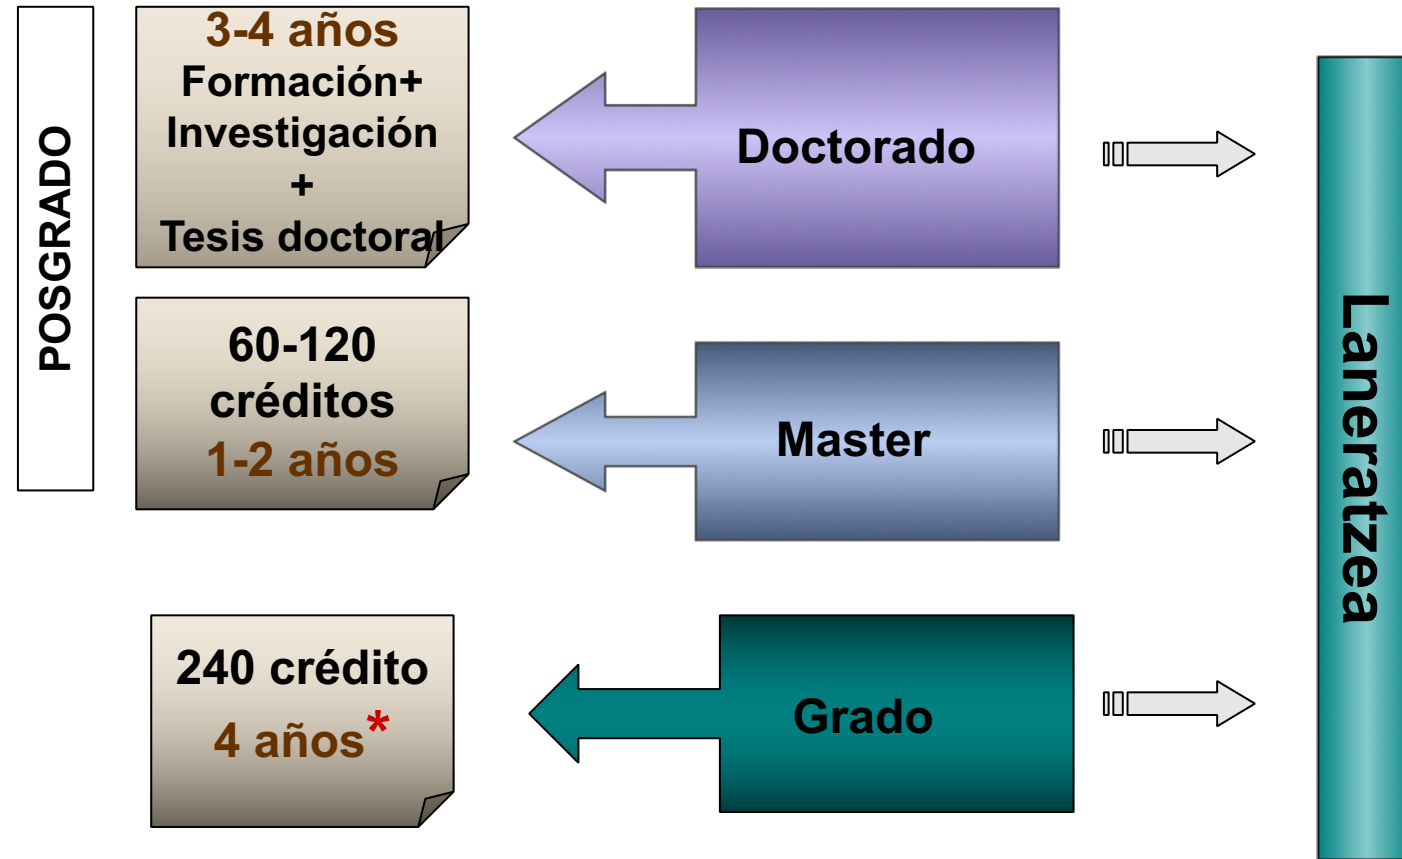 POSGRADO
3-4 años
Formación+
Investigación
+
Tesis doctoral
Doctorado
60-120
créditos
1-2 años
Master
240 crédito
4 años*
Grado
Laneratzea